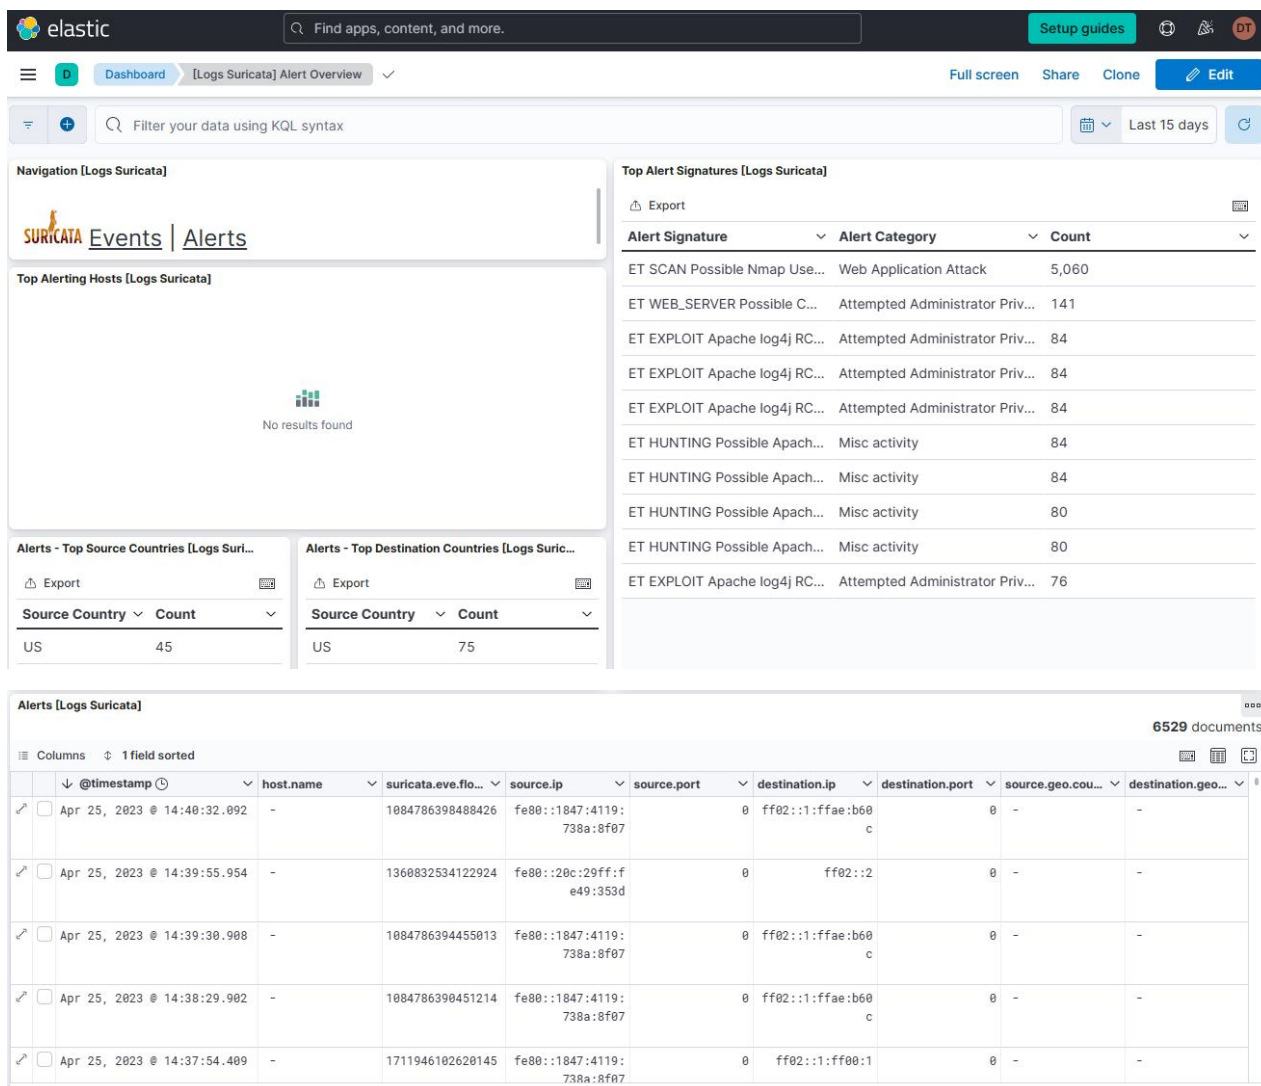 elastic
Find apps, content, and more.
Setup guides
DT
D
Dashboard
[Logs Suricata] Alert Overview
Full screen
Share
Clone
Edit
Filter your data using KQL syntax
Last 15 days
Navigation [Logs Suricata]
SURICATA Events | Alerts
Top Alerting Hosts [Logs Suricata]
No results found
Alerts - Top Source Countries [Logs Suri...
Export
Source Country Count
US 45
Alerts - Top Destination Countries [Logs Suric...
Export
Source Country Count
US 75
Top Alert Signatures [Logs Suricata]
Export
Alert Signature Alert Category Count
ET SCAN Possible Nmap Use... Web Application Attack 5,060
ET WEB_SERVER Possible C... Attempted Administrator Priv... 141
ET EXPLOIT Apache log4j RC... Attempted Administrator Priv... 84
ET EXPLOIT Apache log4j RC... Attempted Administrator Priv... 84
ET EXPLOIT Apache log4j RC... Attempted Administrator Priv... 84
ET HUNTING Possible Apach... Misc activity 84
ET HUNTING Possible Apach... Misc activity 84
ET HUNTING Possible Apach... Misc activity 80
ET HUNTING Possible Apach... Misc activity 80
ET EXPLOIT Apache log4j RC... Attempted Administrator Priv... 76
Alerts [Logs Suricata]
6529 documents
Columns 1 field sorted
@timestamp host.name suricata.eve.flo... source.ip source.port destination.ip destination.port source.geo.cou... destination.geo...
Apr 25, 2023 @ 14:40:32.092 - 1084786398488426 fe80::1847:4119: 0 ff02::1:ffae:b60 0 - -
738a:8f07 c
Apr 25, 2023 @ 14:39:55.954 - 1360832534122924 fe80::20c:29ff:f 0 ff02::2 0 - -
e49:353d
Apr 25, 2023 @ 14:39:30.908 - 1084786394455013 fe80::1847:4119: 0 ff02::1:ffae:b60 0 - -
738a:8f07 c
Apr 25, 2023 @ 14:38:29.902 - 1084786390451214 fe80::1847:4119: 0 ff02::1:ffae:b60 0 - -
738a:8f07 c
Apr 25, 2023 @ 14:37:54.409 - 1711946102620145 fe80::1847:4119: 0 ff02::1:ff00:1 0 - -
738a:8f07